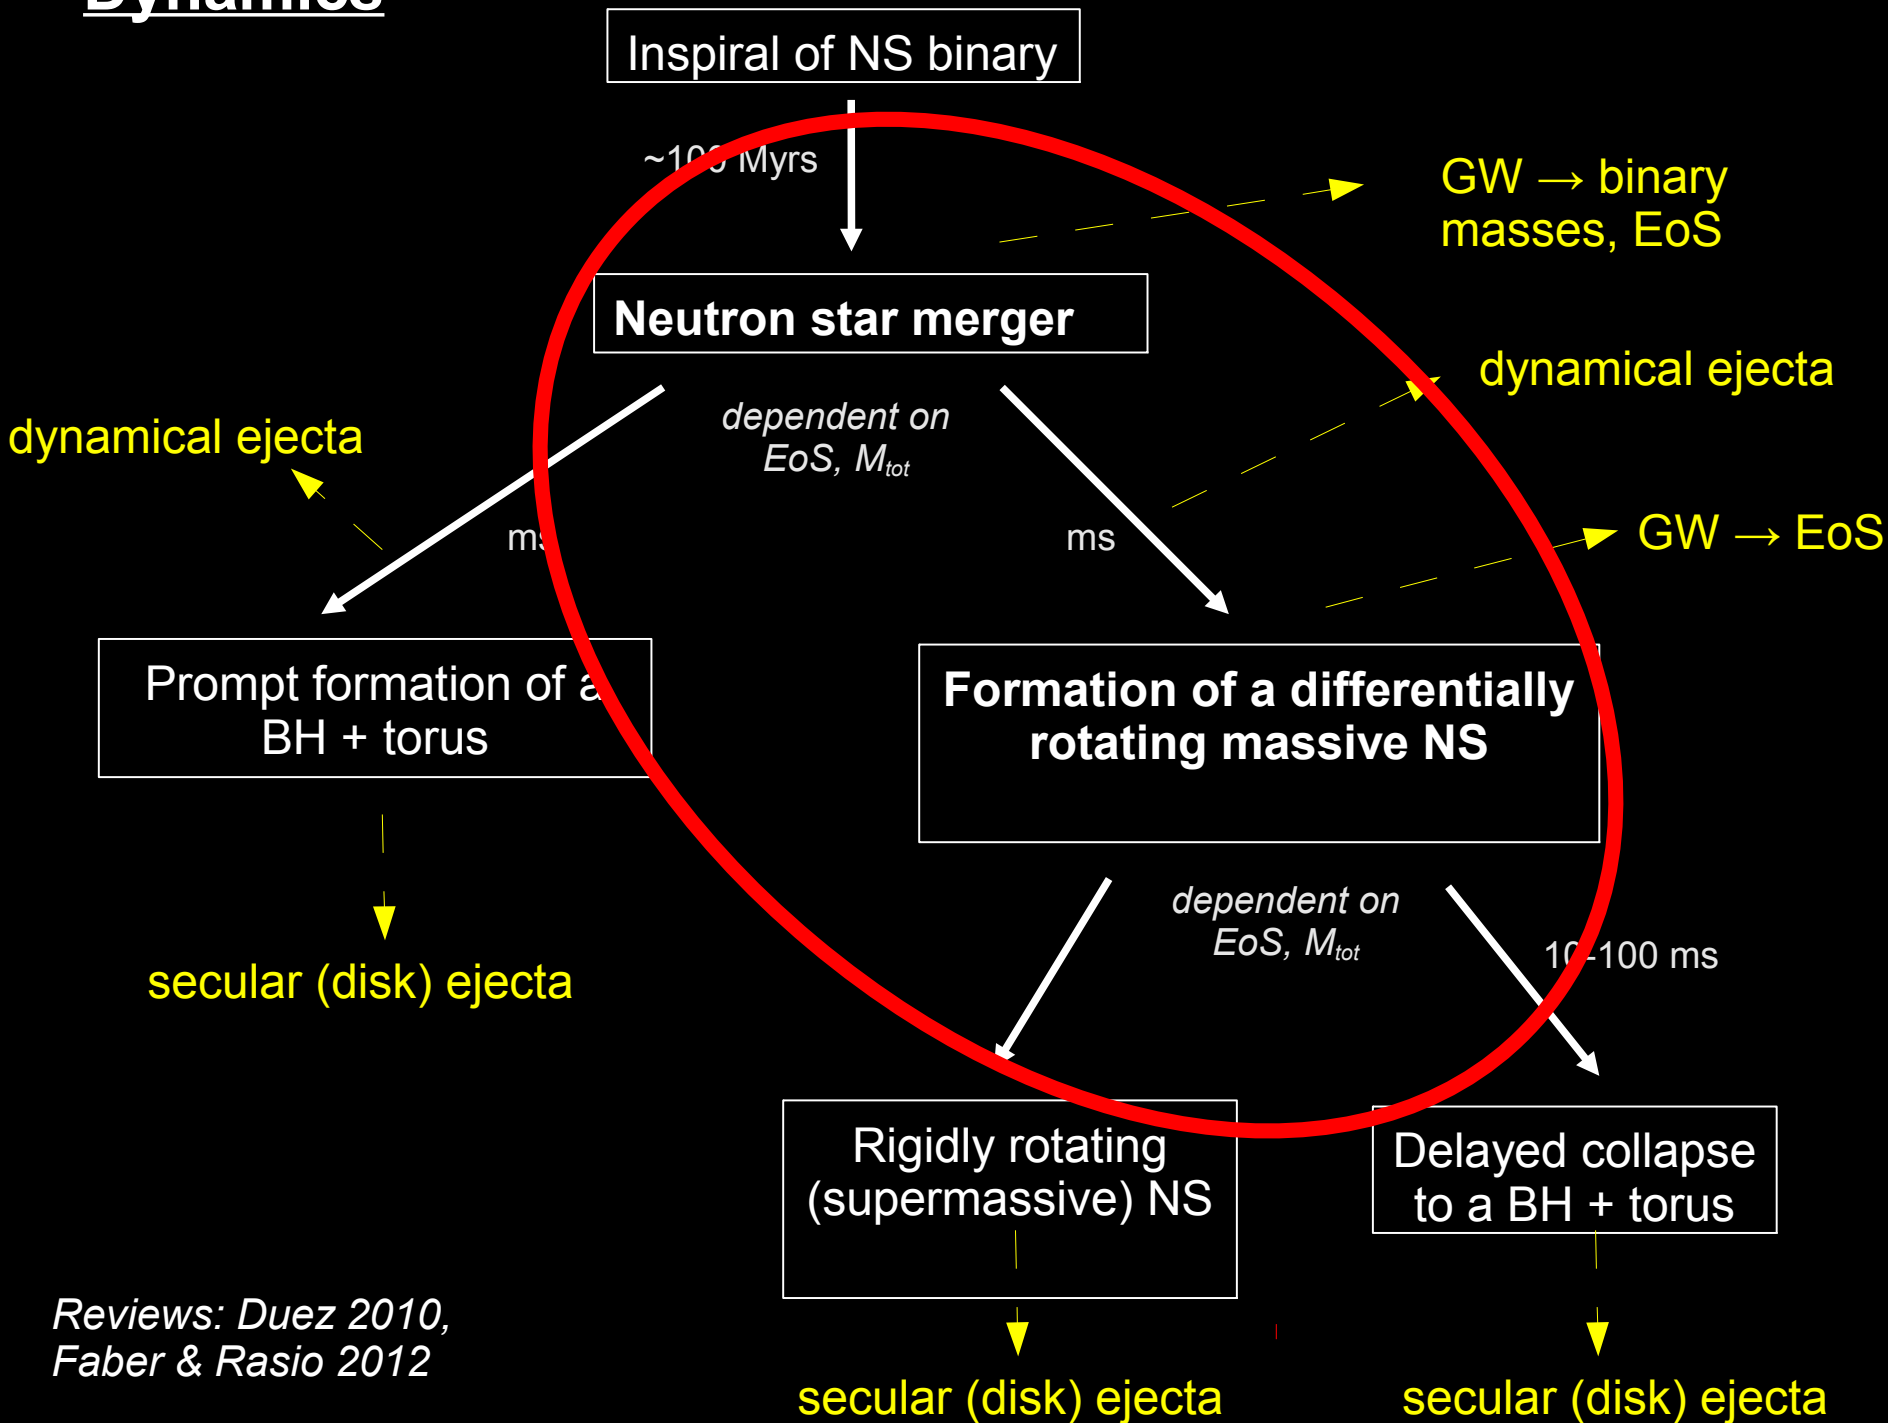 Dynamics
Inspiral of NS binary
~100 Myrs
GW → binary
masses, EoS
Neutron star merger
dynamical ejecta
dependent on
EoS, Mtot
dynamical ejecta
ms
ms
GW → EoS
Prompt formation of a
BH + torus
Formation of a differentially
rotating massive NS
dependent on
EoS, Mtot
10-100 ms
secular (disk) ejecta
Rigidly rotating
(supermassive) NS
Delayed collapse
to a BH + torus
Reviews: Duez 2010,
Faber & Rasio 2012
secular (disk) ejecta
secular (disk) ejecta